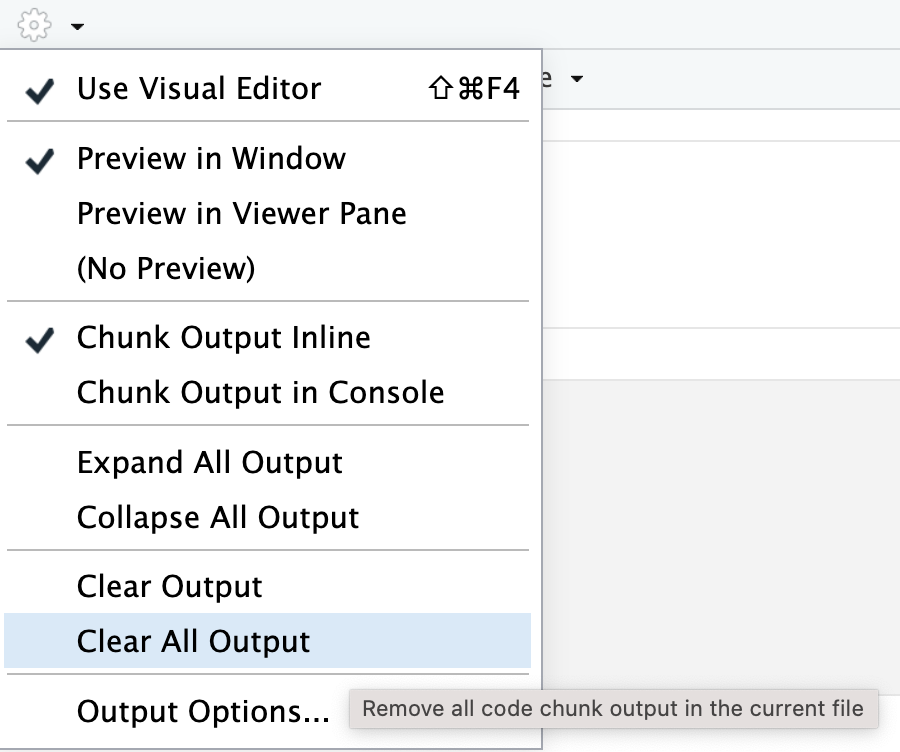 Use Visual Editor ⇧⌘F4
e
Preview in Window
Preview in Viewer Pane
(No Preview)
Chunk Output Inline
Chunk Output in Console
Expand All Output
Collapse All Output
Clear Output
Clear All Output
Output Options...
Remove all code chunk output in the current file